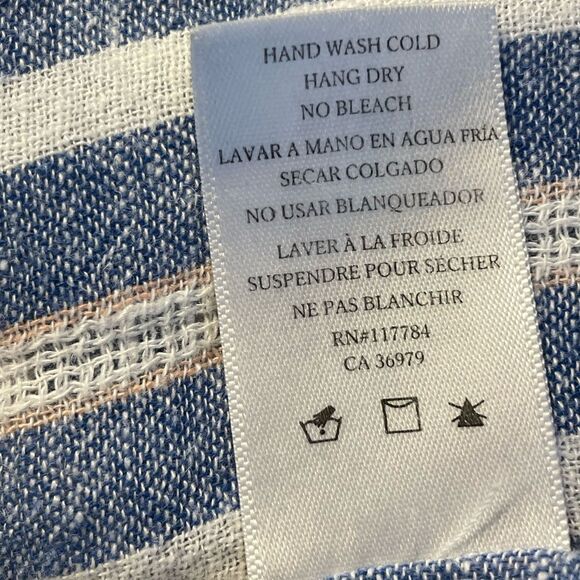 HAND WASH COLD
HANG DRY
NO BLEACH
LAVAR A MANO EN AGUA FRÍA
SECAR COLGADO
NO USAR BLANQUEADOR
LAVER À LA FROIDE
SUSPENDRE POUR SÉCHER
NE PAS BLANCHIR
RN#117784
CA 36979